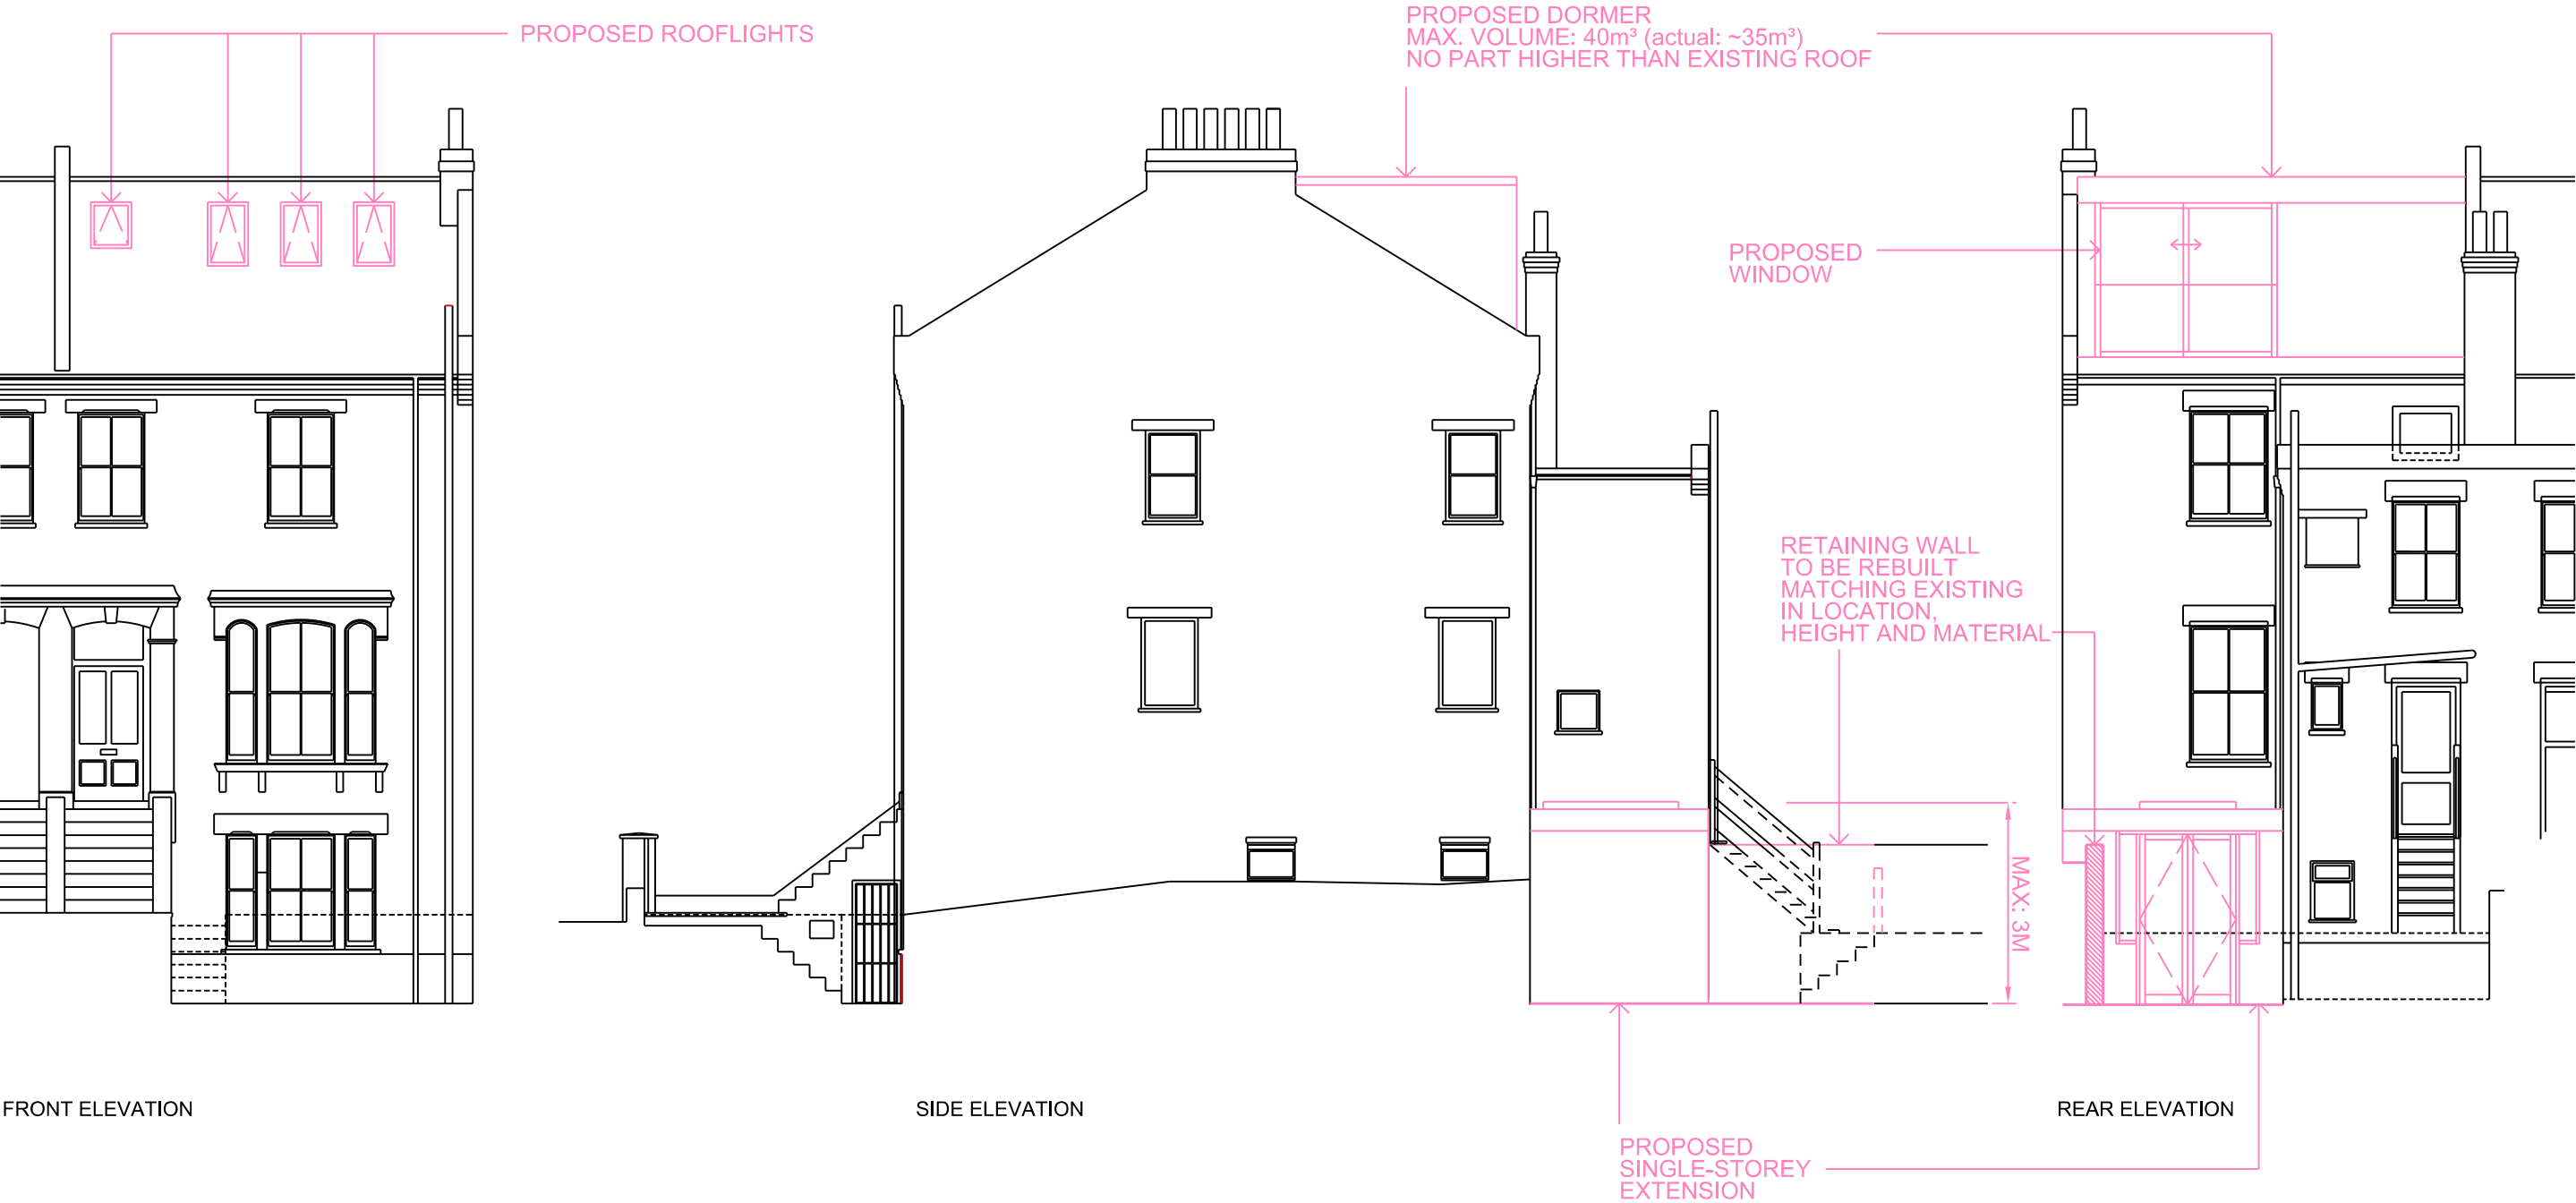 PROPOSED ROOFLIGHTS
PROPOSED DORMER
MAX. VOLUME: 40m³ (actual: ~35m³)
NO PART HIGHER THAN EXISTING ROOF
PROPOSED
WINDOW
RETAINING WALL
TO BE REBUILT
MATCHING EXISTING
IN LOCATION,
HEIGHT AND MATERIAL
MAX: 3M
FRONT ELEVATION
SIDE ELEVATION
REAR ELEVATION
PROPOSED
SINGLE-STOREY
EXTENSION